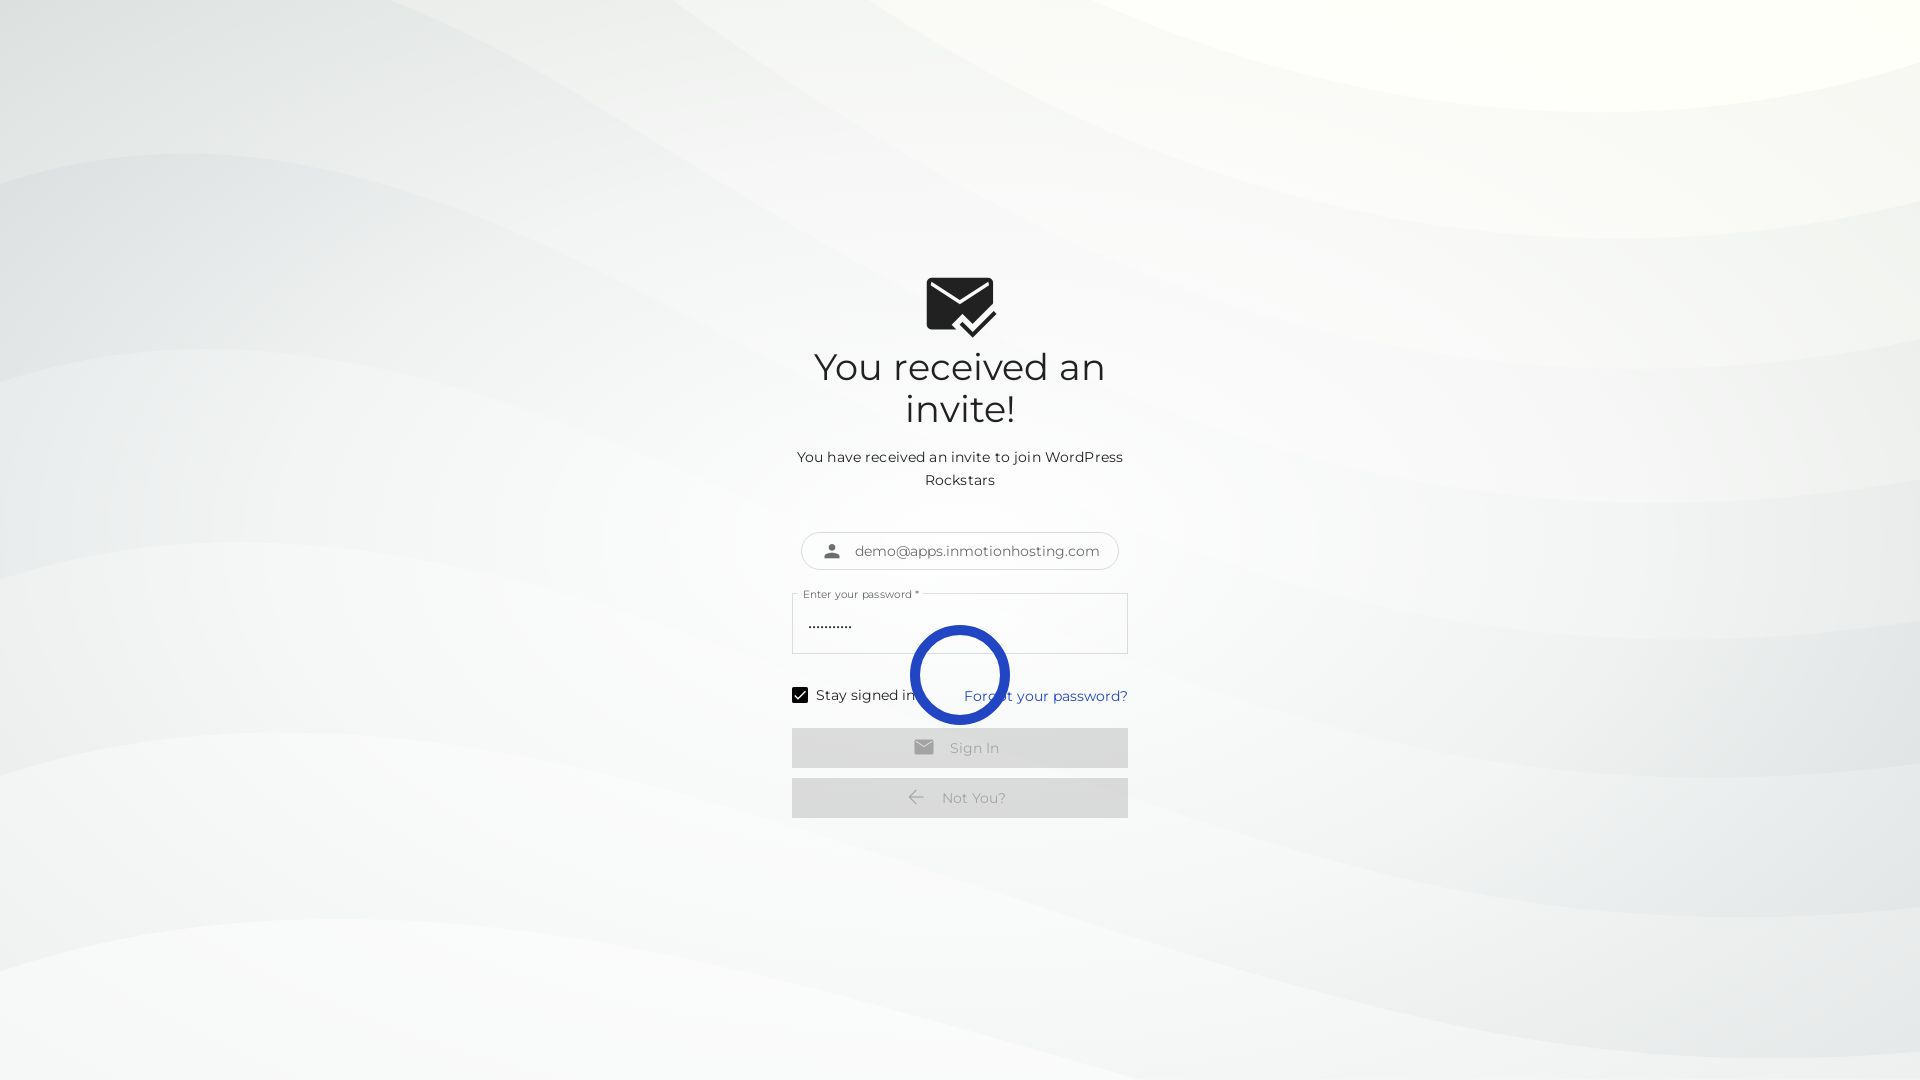 You received an
invite!
You have received an invite to join WordPress
Rockstars
demo@apps.inmotionhosting.com
Enter your password *
Stay signed in
Forgot your password?
Sign In
Not You?